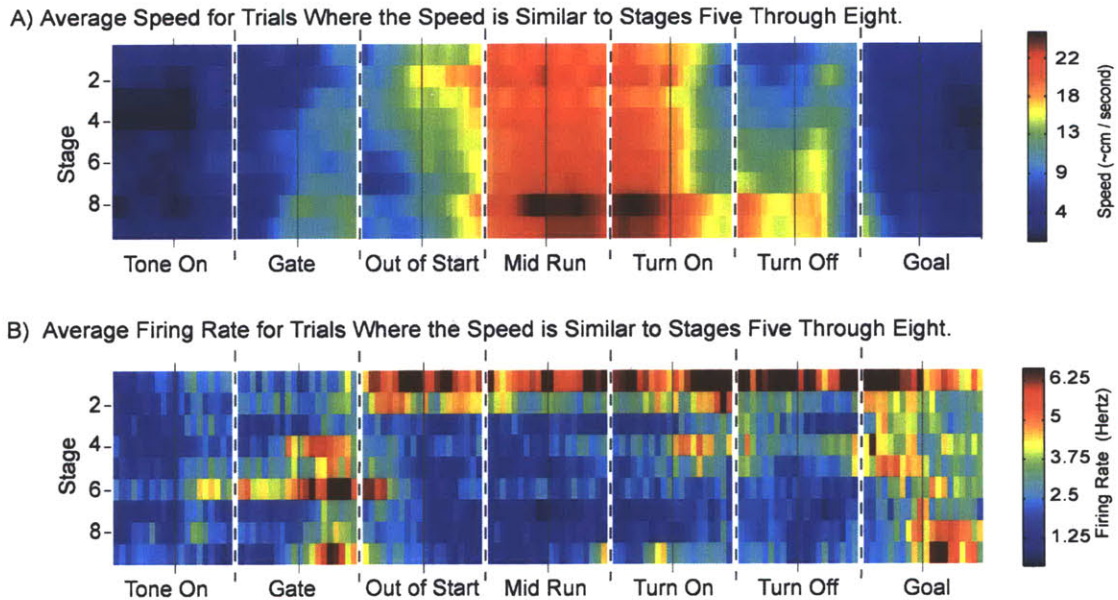 A) Average Speed for Trials Where the Speed is Similar to Stages Five Through Eight.
Stage
2
4
6
8
Tone On Gate Out of Start Mid Run Turn On Turn Off Goal
22
18
13
9
4
Speed (~cm / second)
B) Average Firing Rate for Trials Where the Speed is Similar to Stages Five Through Eight.
Stage
2
4
6
8
Tone On Gate Out of Start Mid Run Turn On Turn Off Goal
6.25
5
3.75
2.5
1.25
Firing Rate (Hertz)